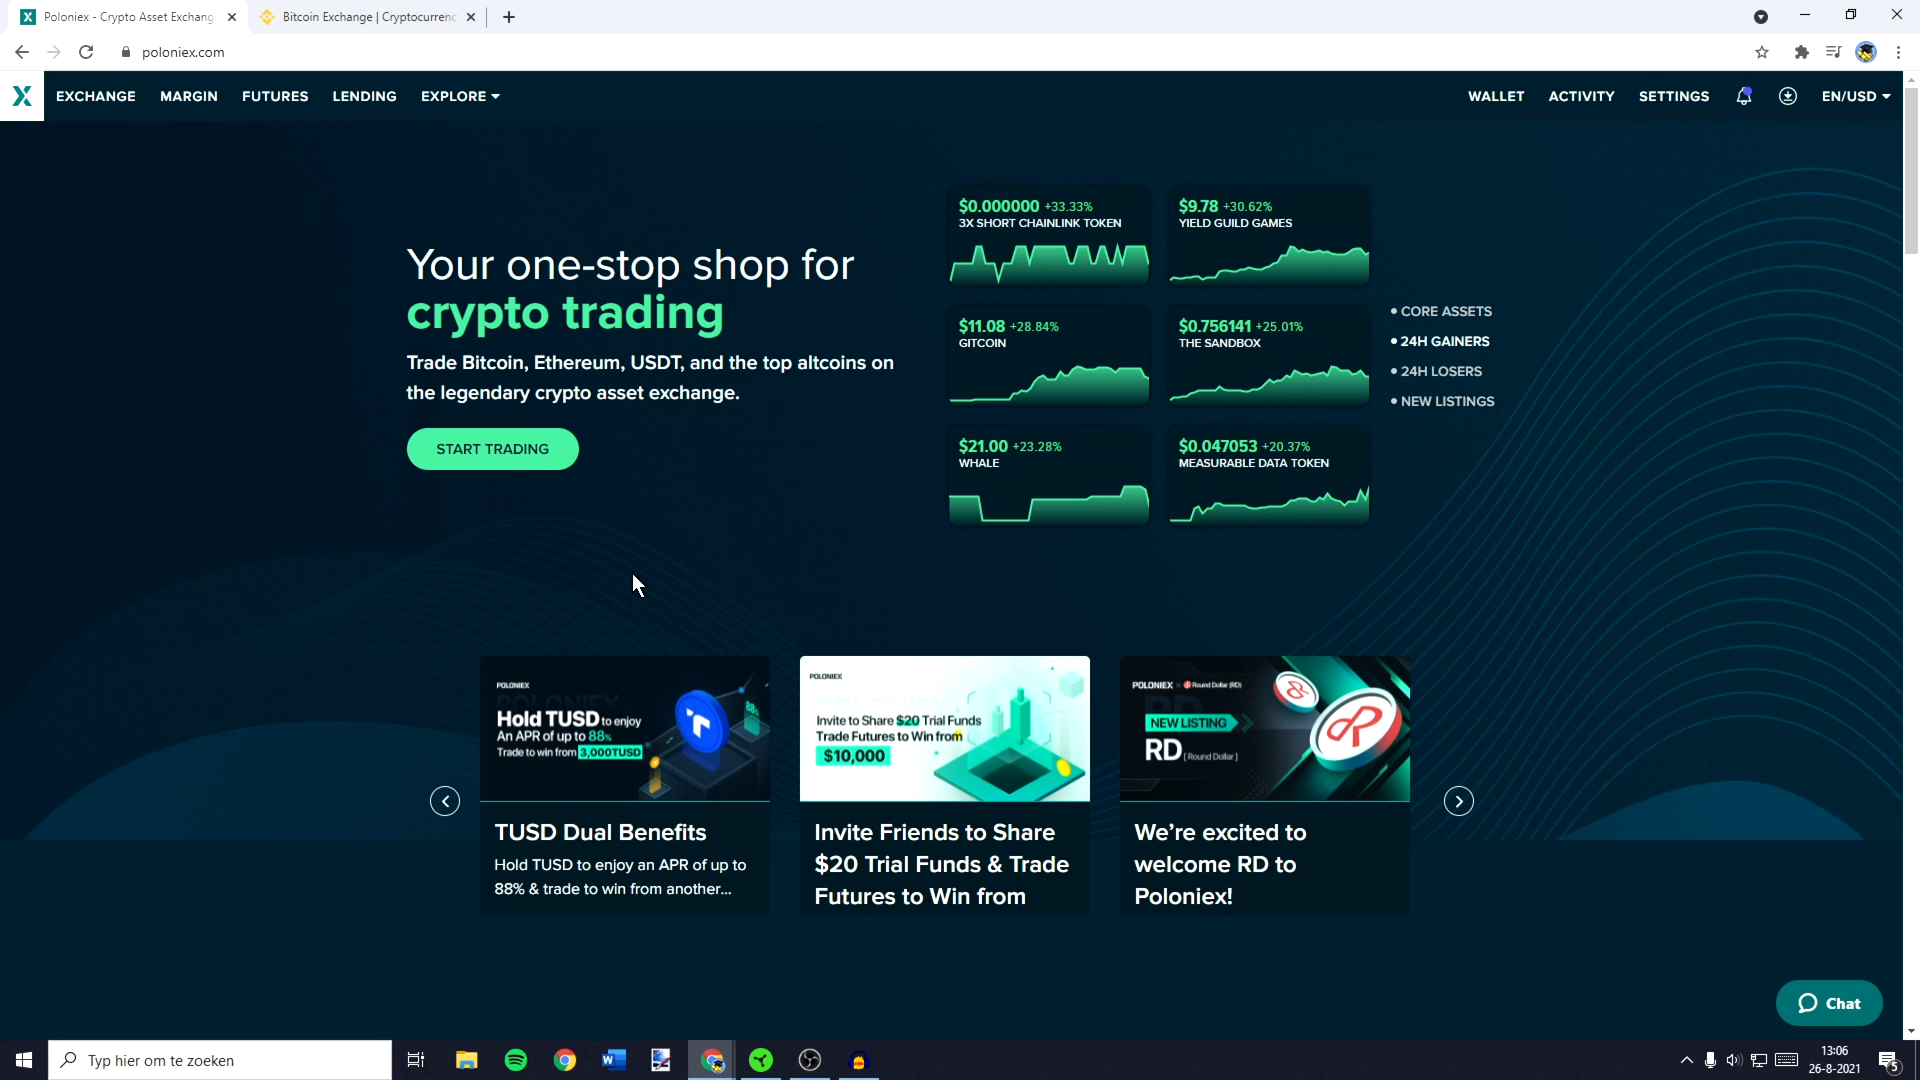 Poloniex - Crypto Asset Exchang
Bitcoin Exchange | Cryptocurrenc
poloniex.com
EXCHANGE
MARGIN
FUTURES
LENDING
EXPLORE
WALLET
ACTIVITY
SETTINGS
EN/USD
Your one-stop shop for
crypto trading
Trade Bitcoin, Ethereum, USDT, and the top altcoins on
the legendary crypto asset exchange.
START TRADING
$0.000000 +33.33%
3X SHORT CHAINLINK TOKEN
$9.78 +30.62%
YIELD GUILD GAMES
$11.08 +28.84%
GITCOIN
$0.756141 +25.01%
THE SANDBOX
$21.00 +23.28%
WHALE
$0.047053 +20.37%
MEASURABLE DATA TOKEN
• CORE ASSETS
• 24H GAINERS
• 24H LOSERS
• NEW LISTINGS
POLONIEX
Hold TUSD to enjoy
An APR of up to 88%
Trade to win from 3,000TUSD
88%
TUSD Dual Benefits
Hold TUSD to enjoy an APR of up to
88% & trade to win from another...
POLONIEX
Invite to Share $20 Trial Funds
Trade Futures to Win from
$10,000
Invite Friends to Share
$20 Trial Funds & Trade
Futures to Win from
POLONIEX × Round Dollar (RD)
NEW LISTING
RD [Round Dollar]
We're excited to
welcome RD to
Poloniex!
Chat
Typ hier om te zoeken
13:06
26-8-2021
5